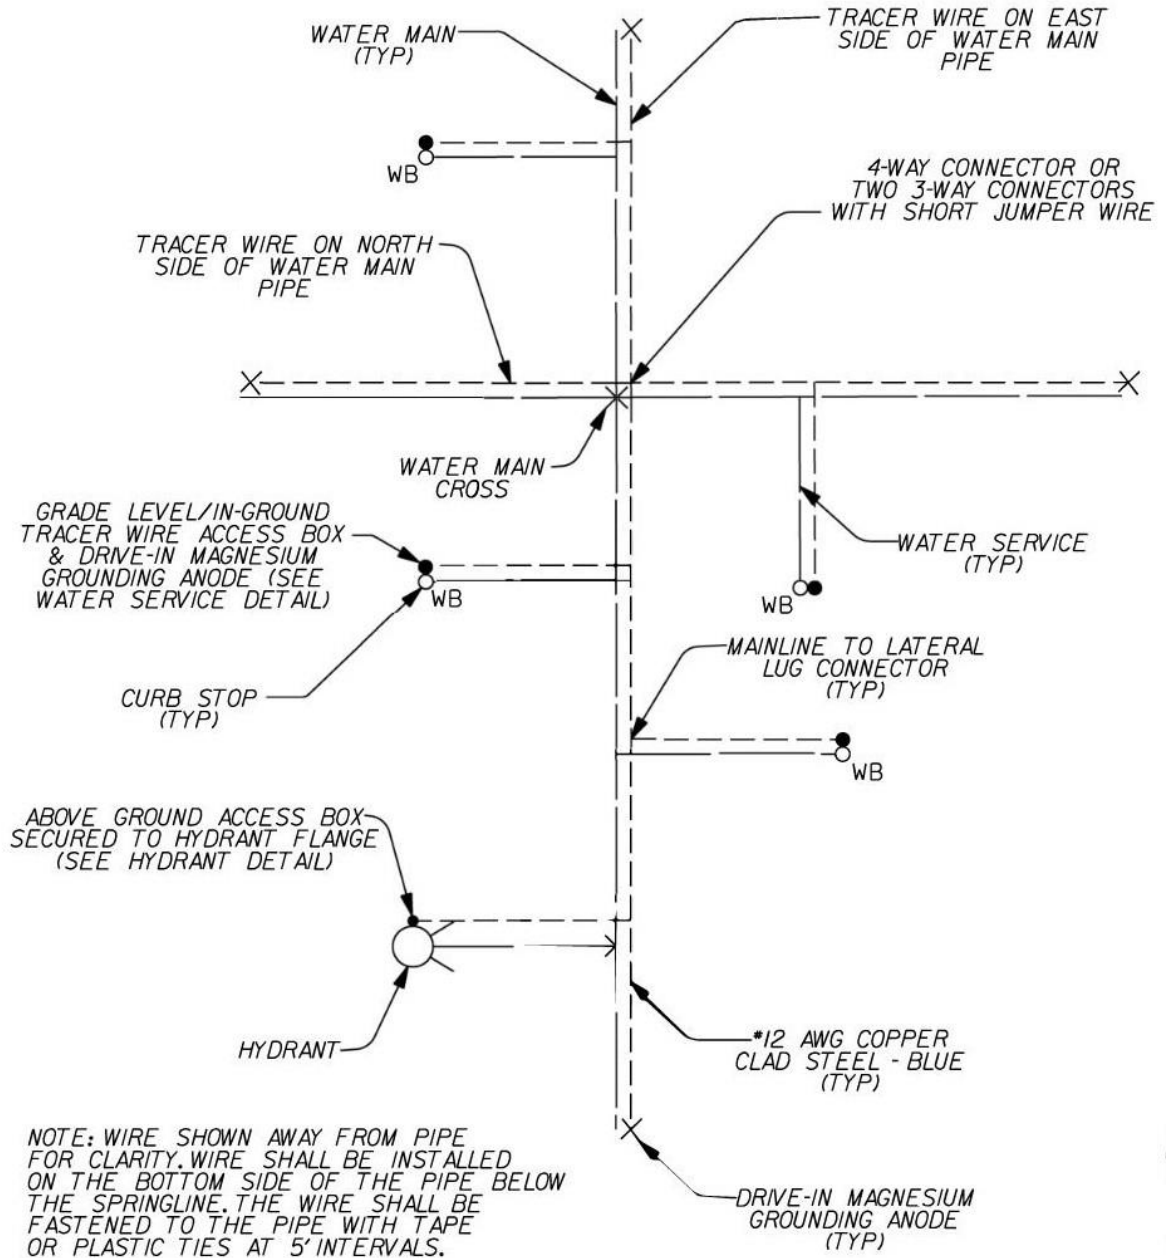 WATER MAIN
(TYP)
TRACER WIRE ON EAST
SIDE OF WATER MAIN
PIPE
WB
4-WAY CONNECTOR OR
TWO 3-WAY CONNECTORS
WITH SHORT JUMPER WIRE
TRACER WIRE ON NORTH
SIDE OF WATER MAIN
PIPE
WATER MAIN
CROSS
GRADE LEVEL/IN-GROUND
TRACER WIRE ACCESS BOX
& DRIVE-IN MAGNESIUM
GROUNDING ANODE (SEE
WATER SERVICE DETAIL)
WB
WATER SERVICE
(TYP)
WB
CURB STOP
(TYP)
MAINLINE TO LATERAL
LUG CONNECTOR
(TYP)
WB
ABOVE GROUND ACCESS BOX
SECURED TO HYDRANT FLANGE
(SEE HYDRANT DETAIL)
HYDRANT
#12 AWG COPPER
CLAD STEEL - BLUE
(TYP)
NOTE: WIRE SHOWN AWAY FROM PIPE
FOR CLARITY. WIRE SHALL BE INSTALLED
ON THE BOTTOM SIDE OF THE PIPE BELOW
THE SPRINGLINE. THE WIRE SHALL BE
FASTENED TO THE PIPE WITH TAPE
OR PLASTIC TIES AT 5' INTERVALS.
DRIVE-IN MAGNESIUM
GROUNDING ANODE
(TYP)